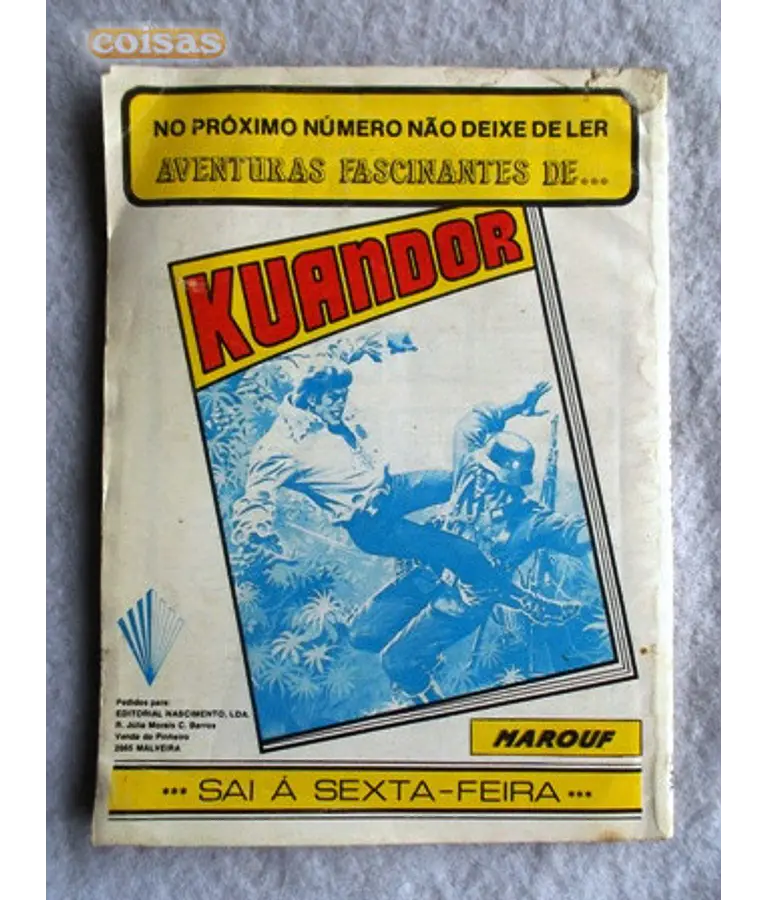 coisas
NO PRÓXIMO NÚMERO NÃO DEIXE DE LER
AVENTURAS FASCINANTES DE...
KUANDOR
Pedidos para:
EDITORIAL NASCIMENTO, LDA.
R. Júlia Morais C. Barros
Venda do Pinheiro
2665 MALVEIRA
MAROUF
... SAI Á SEXTA-FEIRA ...